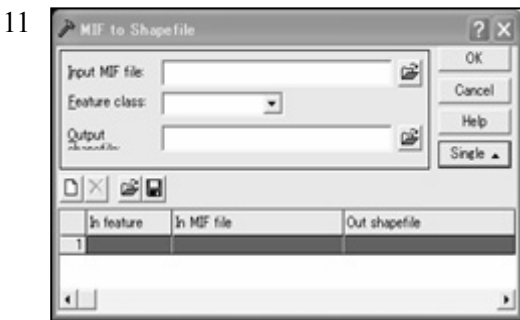 11
MIF to Shapefile
Input MIF file:
Feature class:
Output
OK
Cancel
Help
Single
In feature
In MIF file
Out shapefile
1